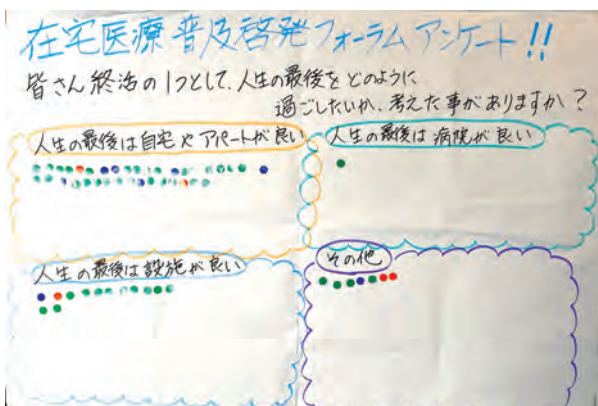 在宅医療普及啓発フォーラムアンケート!!
皆さん終活の1つとして、人生の最後をどのように
過ごしたいか、考えた事がありますか?
人生の最後は自宅やアパートが良い
人生の最後は病院が良い
人生の最後は設施が良い
その他